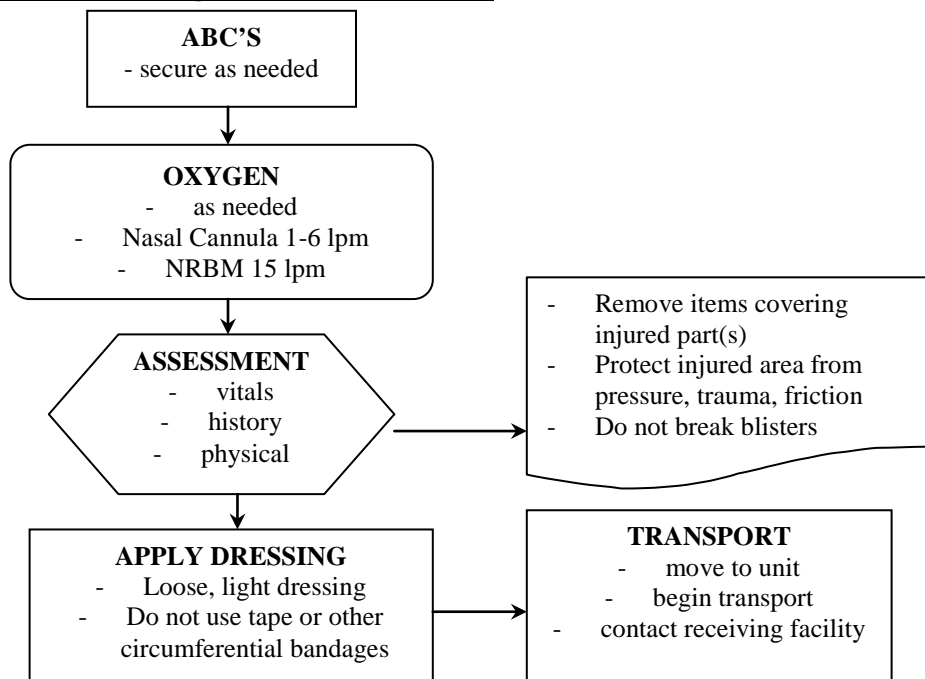 ABC’S
- secure as needed
OXYGEN
- as needed
- Nasal Cannula 1-6 lpm
- NRBM 15 lpm
ASSESSMENT
- vitals
- history
- physical
- Remove items covering
injured part(s)
- Protect injured area from
pressure, trauma, friction
- Do not break blisters
APPLY DRESSING
- Loose, light dressing
- Do not use tape or other
circumferential bandages
TRANSPORT
- move to unit
- begin transport
- contact receiving facility